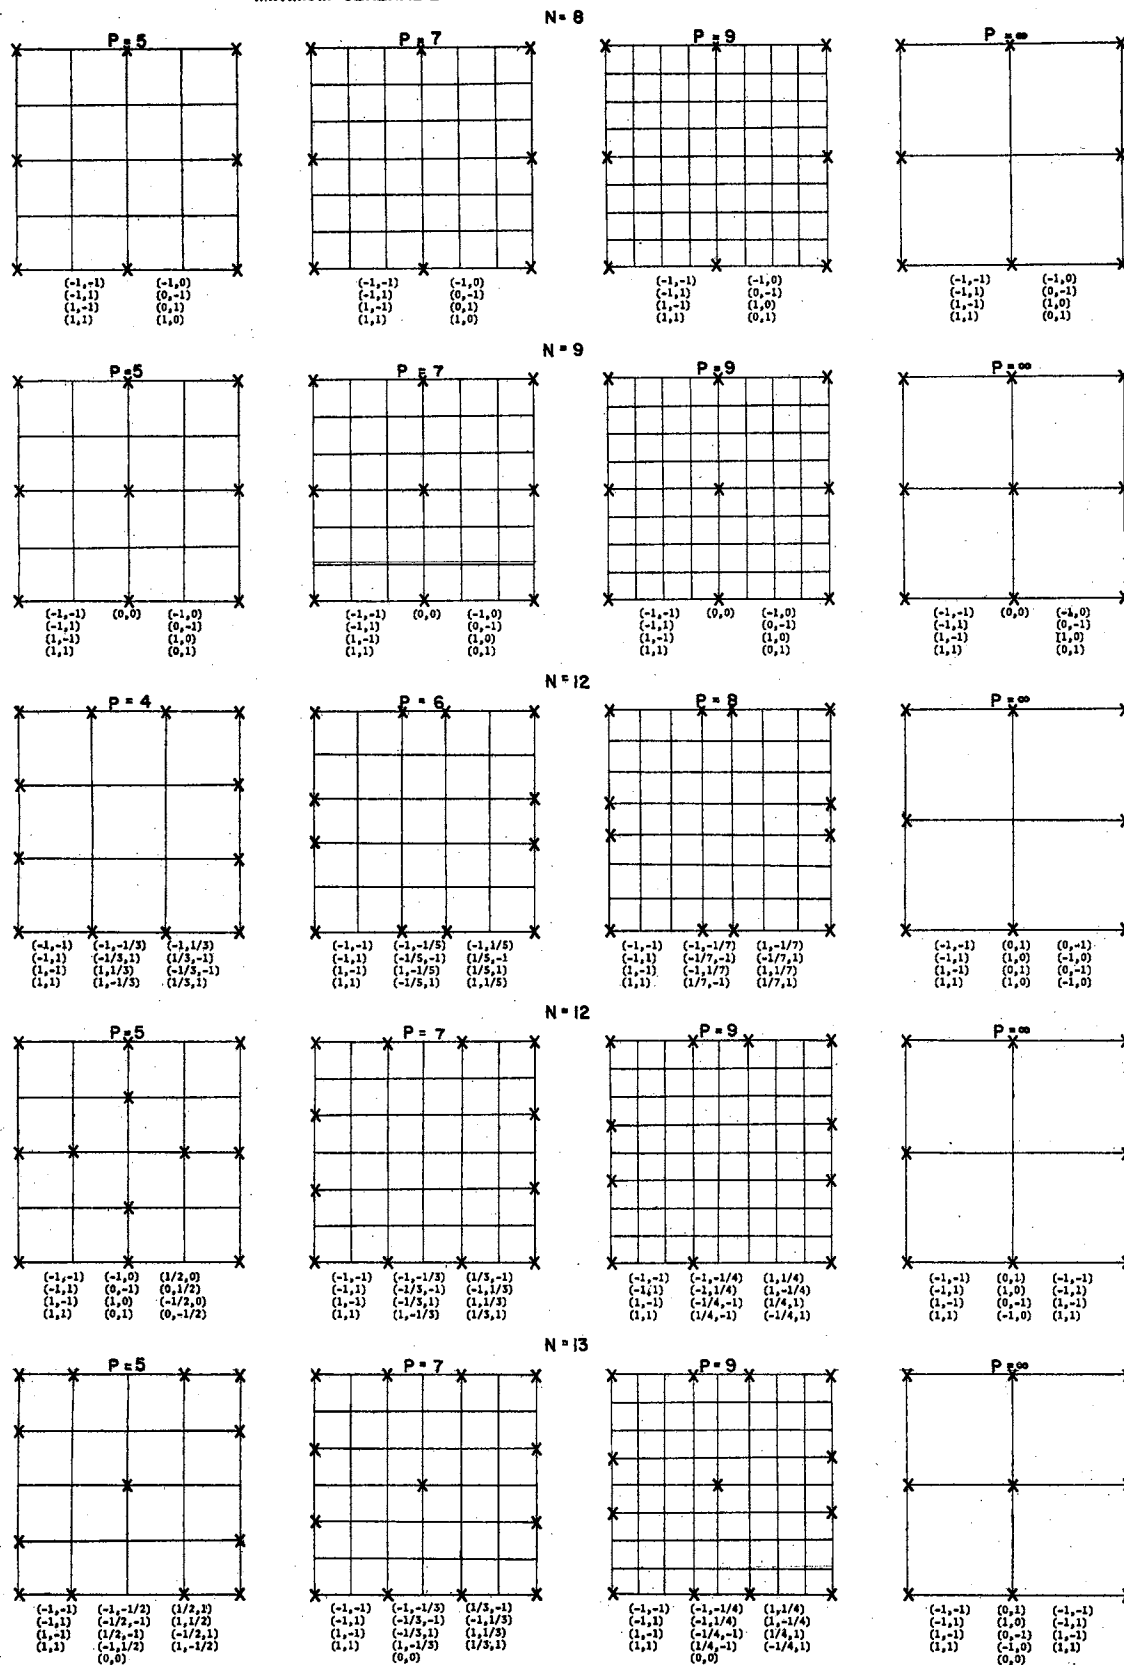 N=8
P=5 P=7 P=9 P=∞
(-1,-1) (-1,0) (-1,-1) (-1,0) (-1,-1) (-1,0) (-1,-1) (-1,0)
(-1,1) (0,-1) (-1,1) (0,-1) (-1,1) (0,-1) (-1,1) (0,-1)
(1,-1) (0,1) (1,-1) (0,1) (1,-1) (1,0) (1,-1) (1,0)
(1,1) (1,0) (1,1) (1,0) (1,1) (0,1) (1,1) (0,1)
N=9
P=5 P=7 P=9 P=∞
(-1,-1) (0,0) (-1,0) (-1,-1) (0,0) (-1,0) (-1,-1) (0,0) (-1,0) (-1,-1) (0,0) (-1,0)
(-1,1) (0,-1) (-1,1) (0,-1) (-1,1) (0,-1) (-1,1) (0,-1)
(1,-1) (1,0) (1,-1) (1,0) (1,-1) (1,0) (1,-1) (1,0)
(1,1) (0,1) (1,1) (0,1) (1,1) (0,1) (1,1) (0,1)
N=12
P=4 P=6 P=8 P=∞
(-1,-1) (-1,-1/3) (-1,1/3) (-1,-1) (-1,-1/5) (-1,1/5) (-1,-1) (-1,-1/7) (1,-1/7) (-1,-1) (0,1) (0,-1)
(-1,1) (-1/3,1) (1/3,-1) (-1,1) (-1/5,-1) (1/5,-1 (-1,1) (-1/7,-1) (-1/7,1) (-1,1) (1,0) (-1,0)
(1,-1) (1,1/3) (-1/3,-1) (1,-1) (1,-1/5) (1/5,1) (1,-1) (-1,1/7) (1,1/7) (1,-1) (0,1) (0,-1)
(1,1) (1,-1/3) (1/3,1) (1,1) (-1/5,1) (1,1/5) (1,1) (1/7,-1) (1/7,1) (1,1) (1,0) (-1,0)
N=12
P=5 P=7 P=9 P=∞
(-1,-1) (-1,0) (1/2,0) (-1,-1) (-1,-1/3) (1/3,-1) (-1,-1) (-1,-1/4) (1,1/4) (-1,-1) (0,1) (-1,-1)
(-1,1) (0,-1) (0,1/2) (-1,1) (-1/3,-1) (-1,1/3) (-1,1) (-1,1/4) (1,-1/4) (-1,1) (1,0) (-1,1)
(1,-1) (1,0) (-1/2,0) (1,-1) (-1/3,1) (1,1/3) (1,-1) (-1/4,-1) (1/4,1) (1,-1) (0,-1) (1,-1)
(1,1) (0,1) (0,-1/2) (1,1) (1,-1/3) (1/3,1) (1,1) (1/4,-1) (-1/4,1) (1,1) (-1,0) (1,1)
N=13
P=5 P=7 P=9 P=∞
(-1,-1) (-1,-1/2) (1/2,1) (-1,-1) (-1,-1/3) (1/3,-1) (-1,-1) (-1,-1/4) (1,1/4) (-1,-1) (0,1) (-1,-1)
(-1,1) (-1/2,-1) (1,1/2) (-1,1) (-1/3,-1) (-1,1/3) (-1,1) (-1,1/4) (1,-1/4) (-1,1) (1,0) (-1,1)
(1,-1) (1/2,-1) (-1/2,1) (1,-1) (-1/3,1) (1,1/3) (1,-1) (-1/4,-1) (1/4,1) (1,-1) (0,-1) (1,-1)
(1,1) (-1,1/2) (1,-1/2) (1,1) (1,-1/3) (1/3,1) (1,1) (1/4,-1) (-1/4,1) (1,1) (-1,0) (1,1)
(0,0) (0,0) (0,0) (0,0)